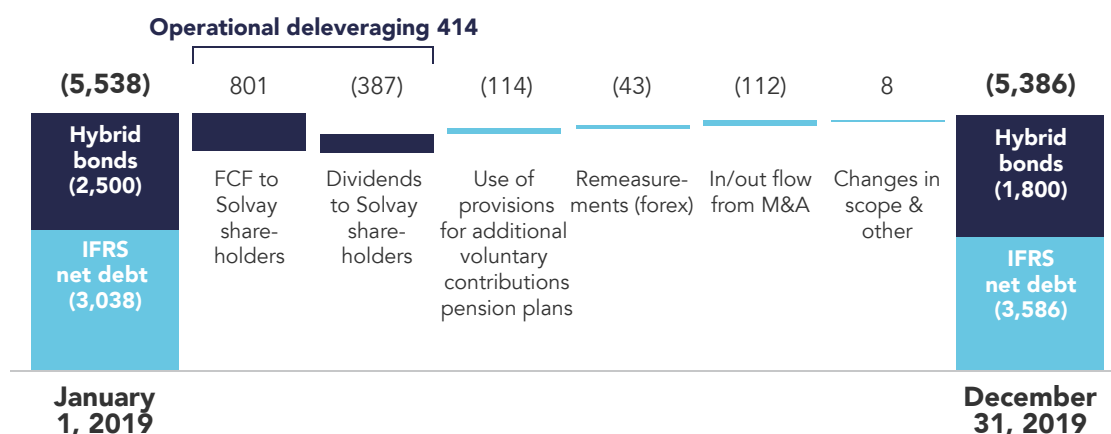 Operational deleveraging 414
(5,538)
801
(387)
(114)
(43)
(112)
8
(5,386)
Hybrid
bonds
(2,500)
IFRS
net debt
(3,038)
FCF to
Solvay
share-
holders
Dividends
to Solvay
share-
holders
Use of
provisions
for additional
voluntary
contributions
pension plans
Remeasure-
ments (forex)
In/out flow
from M&A
Changes in
scope &
other
Hybrid
bonds
(1,800)
IFRS
net debt
(3,586)
January
1, 2019
December
31, 2019